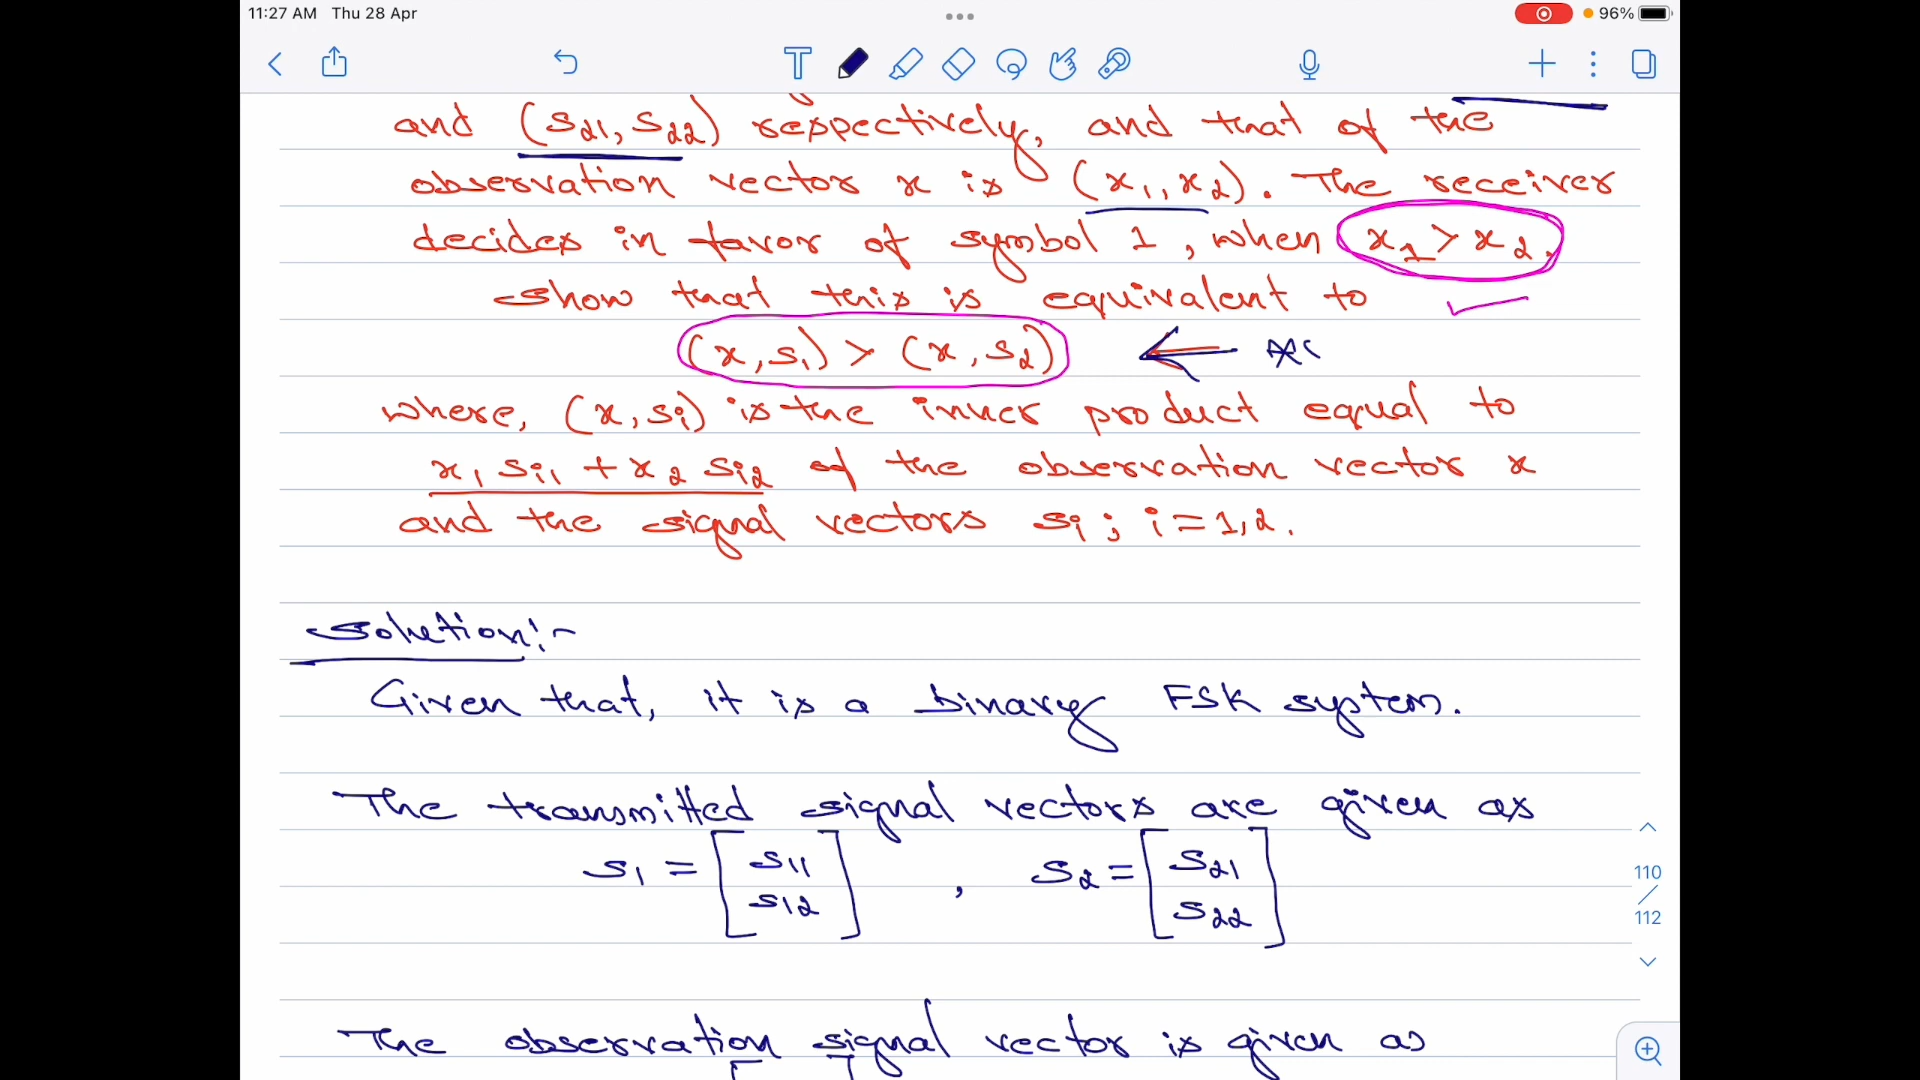 11:27 AM Thu 28 Apr
96%
and (s21, s22) respectively, and that of the
observation vector x is (x1, x2). The receiver
decides in favor of symbol 1, when x1 > x2.
Show that this is equivalent to
(x, s1) > (x, s2)
where, (x, si) is the inner product equal to
x1 si1 + x2 si2 of the observation vector x
and the signal vectors si ; i = 1, 2.
Solution:-
Given that, it is a binary FSK system.
The transmitted signal vectors are given as
s1 = [s11 s12] , s2 = [s21 s22]
110
112
The observation signal vector is given as